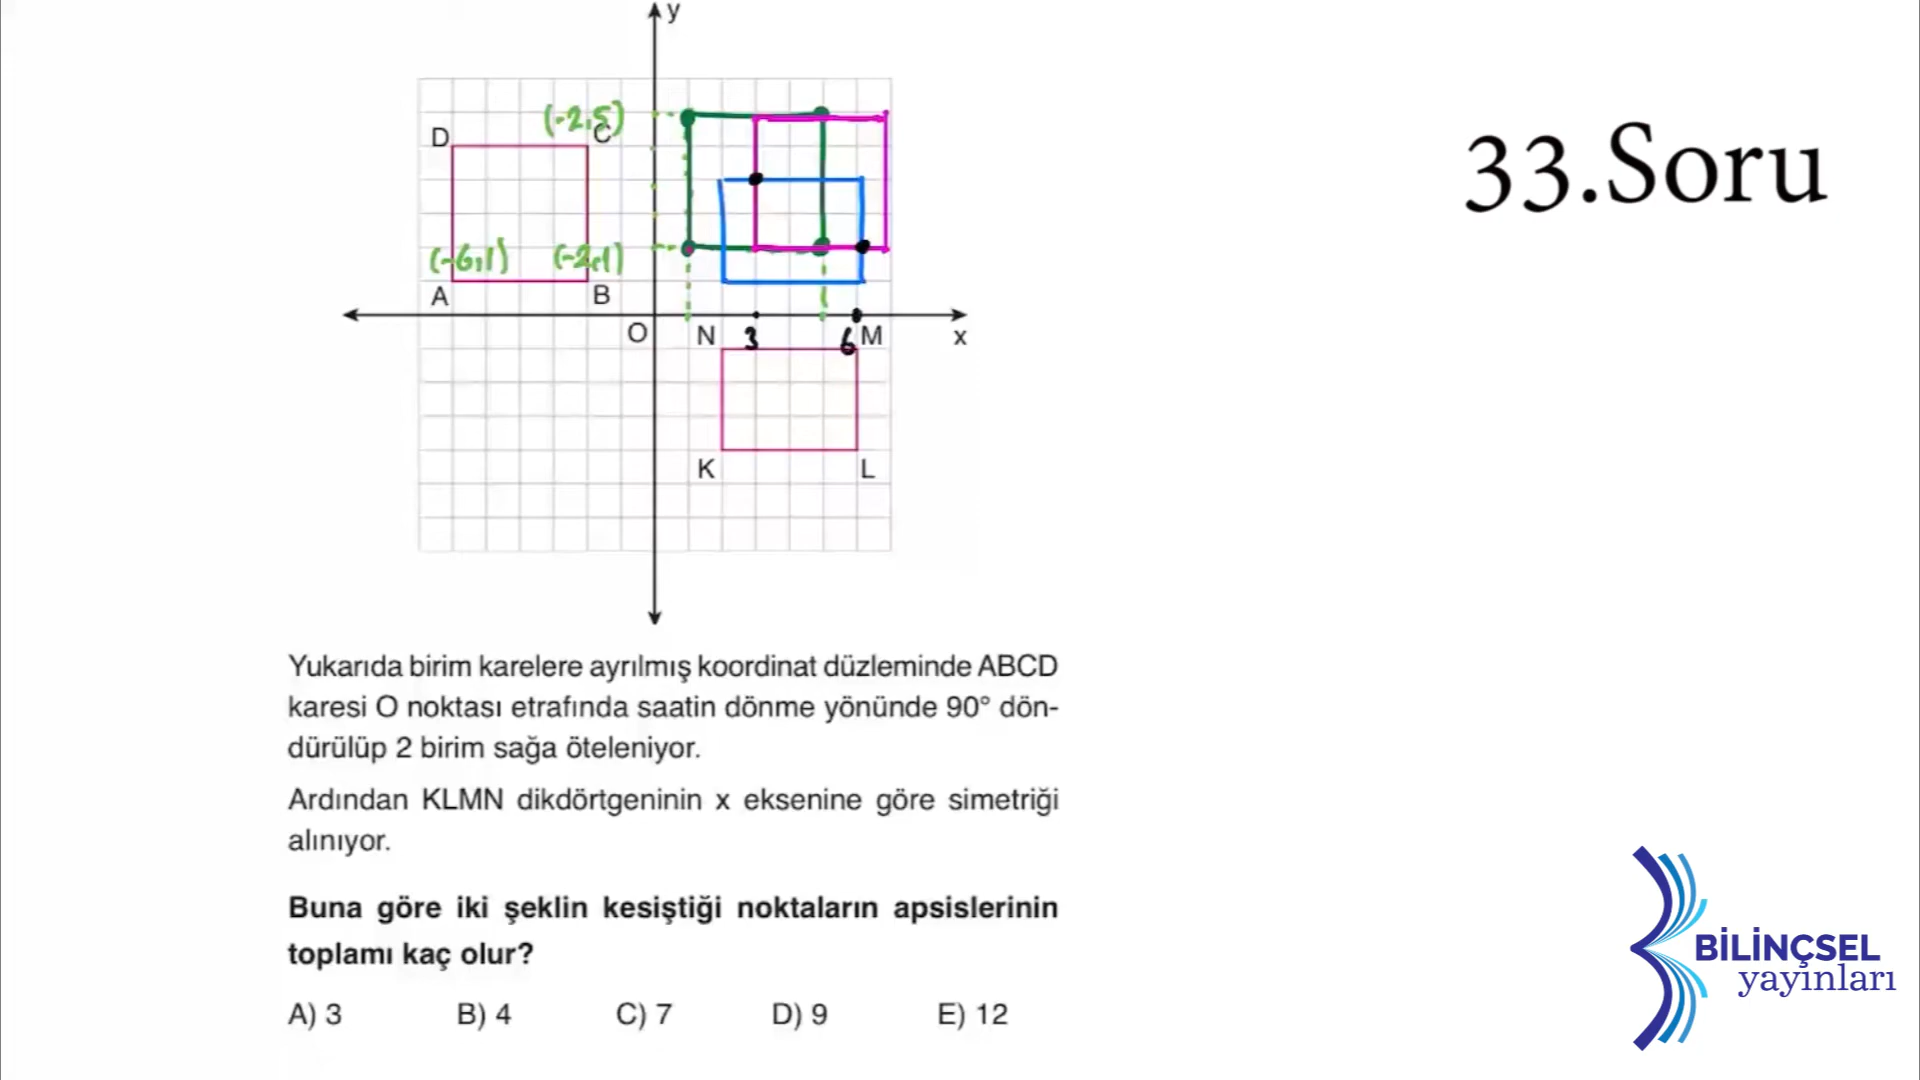 y
33.Soru
(-2,5)
D
C
(-6,1)
(-2,1)
A
B
O
N
3
6
M
x
K
L
Yukarıda birim karelere ayrılmış koordinat düzleminde ABCD
karesi O noktası etrafında saatin dönme yönünde 90° dön-
dürülüp 2 birim sağa öteleniyor.
Ardından KLMN dikdörtgeninin x eksenine göre simetriği
alınıyor.
Buna göre iki şeklin kesiştiği noktaların apsislerinin
toplamı kaç olur?
A) 3 B) 4 C) 7 D) 9 E) 12
BİLİNÇSEL
yayınları